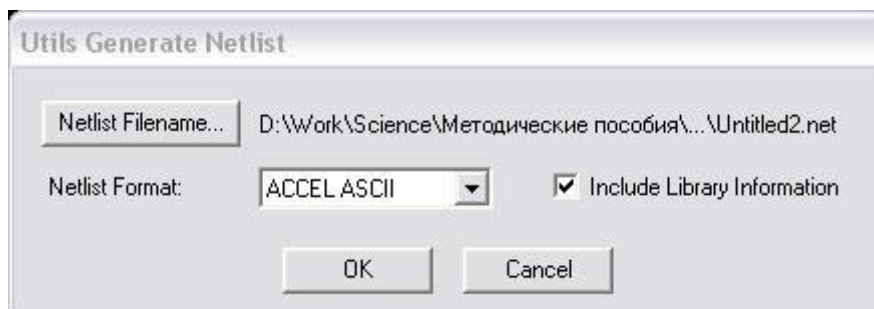 Utils Generate Netlist
Netlist Filename... D:\Work\Science\Методические пособия\...\Untitled2.net
Netlist Format: ACCEL ASCII Include Library Information
OK Cancel